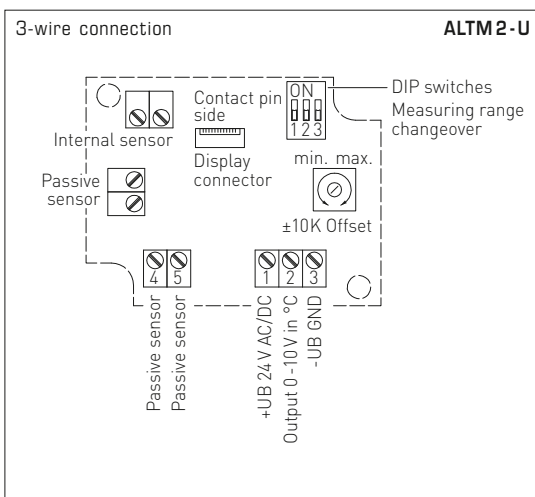 3-wire connection
ALTM 2 - U
ON
1 2 3
DIP switches
Measuring range
changeover
Contact pin
side
Internal sensor
Display
connector
min. max.
Passive
sensor
±10K Offset
4 5
1 2 3
Passive sensor
Passive sensor
+UB 24 V AC/DC
Output 0 -10 V in °C
-UB GND